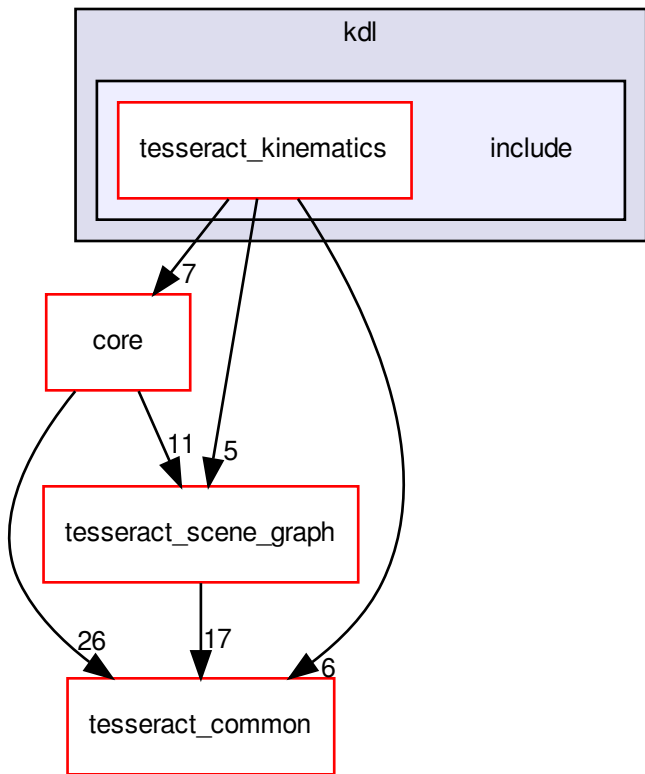 kdl
tesseract_kinematics
include
7
core
11
5
tesseract_scene_graph
26
17
6
tesseract_common